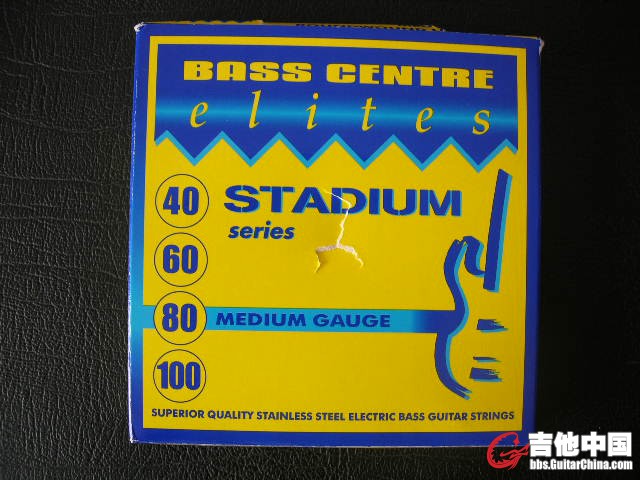 BASS CENTRE
elites
40
STADIUM
series
60
80
MEDIUM GAUGE
100
SUPERIOR QUALITY STAINLESS STEEL ELECTRIC BASS GUITAR STRINGS
吉他中国
bbs.GuitarChina.com